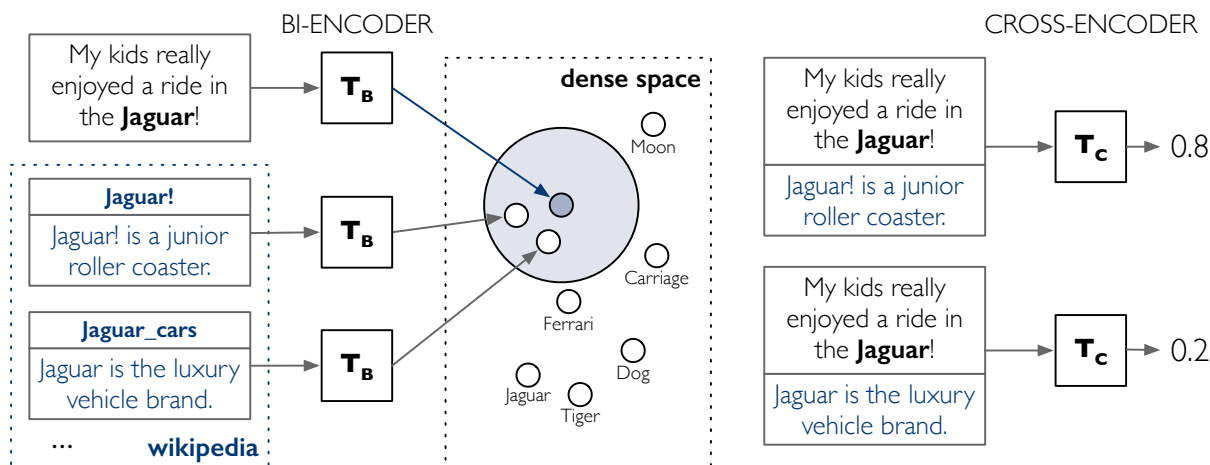 BI-ENCODER
My kids really
enjoyed a ride in
the Jaguar!
T_B
Jaguar!
Jaguar! is a junior
roller coaster.
T_B
Jaguar_cars
Jaguar is the luxury
vehicle brand.
T_B
...
wikipedia
dense space
Moon
Carriage
Ferrari
Dog
Jaguar
Tiger
CROSS-ENCODER
My kids really
enjoyed a ride in
the Jaguar!
Jaguar! is a junior
roller coaster.
T_C
0.8
My kids really
enjoyed a ride in
the Jaguar!
Jaguar is the luxury
vehicle brand.
T_C
0.2